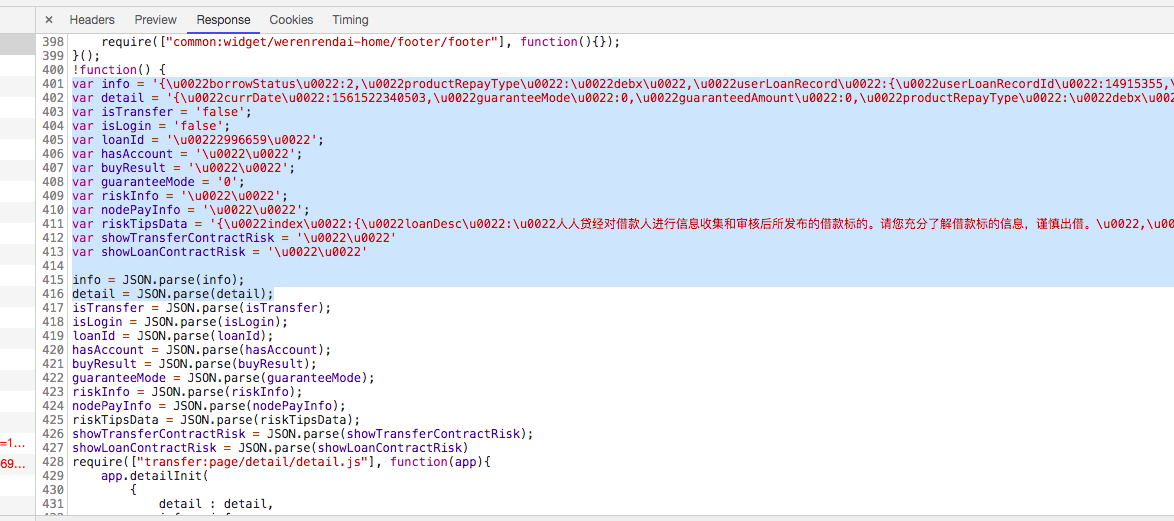 × Headers Preview Response Cookies Timing
398 require(["common:widget/werenrendai-home/footer/footer"], function(){});
399 }();
400 !function() {
401 var info = '{\u0022borrowStatus\u0022:2,\u0022productRepayType\u0022:\u0022debx\u0022,\u0022userLoanRecord\u0022:{\u0022userLoanRecordId\u0022:14915355,\
402 var detail = '{\u0022currDate\u0022:1561522340503,\u0022guaranteeMode\u0022:0,\u0022guaranteedAmount\u0022:0,\u0022productRepayType\u0022:\u0022debx\u002
403 var isTransfer = 'false';
404 var isLogin = 'false';
405 var loanId = '\u00222996659\u0022';
406 var hasAccount = '\u0022\u0022';
407 var buyResult = '\u0022\u0022';
408 var guaranteeMode = '0';
409 var riskInfo = '\u0022\u0022';
410 var nodePayInfo = '\u0022\u0022';
411 var riskTipsData = '{\u0022index\u0022:{\u0022loanDesc\u0022:\u0022人人贷经对借款人进行信息收集和审核后所发布的借款标的。请您充分了解借款标的信息，谨慎出借。\u0022,\u00
412 var showTransferContractRisk = '\u0022\u0022'
413 var showLoanContractRisk = '\u0022\u0022'
414
415 info = JSON.parse(info);
416 detail = JSON.parse(detail);
417 isTransfer = JSON.parse(isTransfer);
418 isLogin = JSON.parse(isLogin);
419 loanId = JSON.parse(loanId);
420 hasAccount = JSON.parse(hasAccount);
421 buyResult = JSON.parse(buyResult);
422 guaranteeMode = JSON.parse(guaranteeMode);
423 riskInfo = JSON.parse(riskInfo);
424 nodePayInfo = JSON.parse(nodePayInfo);
425 riskTipsData = JSON.parse(riskTipsData);
426 showTransferContractRisk = JSON.parse(showTransferContractRisk);
=1...
427 showLoanContractRisk = JSON.parse(showLoanContractRisk)
69...
428 require(["transfer:page/detail/detail.js"], function(app){
429 app.detailInit(
430 {
431 detail : detail,